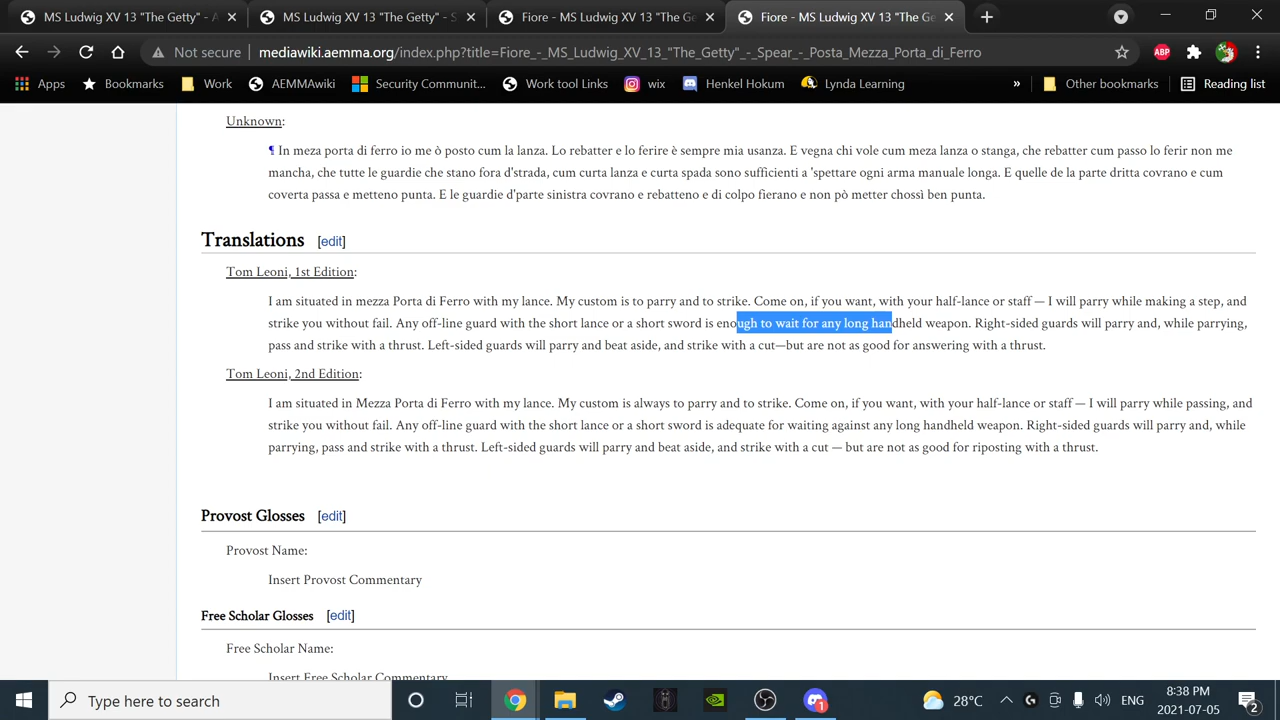 MS Ludwig XV 13 "The Getty" - A
MS Ludwig XV 13 "The Getty" - S
Fiore - MS Ludwig XV 13 "The Get
Fiore - MS Ludwig XV 13 "The Ge
Not secure | mediawiki.aemma.org/index.php?title=Fiore_-_MS_Ludwig_XV_13_"The_Getty"_-_Spear_-_Posta_Mezza_Porta_di_Ferro
ABP
Apps Bookmarks Work AEMMAwiki Security Communit... Work tool Links wix Henkel Hokum Lynda Learning » Other bookmarks Reading list
Unknown:
¶ In meza porta di ferro io me ò posto cum la lanza. Lo rebatter e lo ferire è sempre mia usanza. E vegna chi vole cum meza lanza o stanga, che rebatter cum passo lo ferir non me
mancha, che tutte le guardie che stano fora d'strada, cum curta lanza e curta spada sono sufficienti a 'spettare ogni arma manuale longa. E quelle de la parte dritta covrano e cum
coverta passa e metteno punta. E le guardie d'parte sinistra covrano e rebatteno e di colpo fierano e non pò metter chossì ben punta.
Translations [edit]
Tom Leoni, 1st Edition:
I am situated in mezza Porta di Ferro with my lance. My custom is to parry and to strike. Come on, if you want, with your half-lance or staff — I will parry while making a step, and
strike you without fail. Any off-line guard with the short lance or a short sword is enough to wait for any long handheld weapon. Right-sided guards will parry and, while parrying,
pass and strike with a thrust. Left-sided guards will parry and beat aside, and strike with a cut—but are not as good for answering with a thrust.
Tom Leoni, 2nd Edition:
I am situated in Mezza Porta di Ferro with my lance. My custom is always to parry and to strike. Come on, if you want, with your half-lance or staff — I will parry while passing, and
strike you without fail. Any off-line guard with the short lance or a short sword is adequate for waiting against any long handheld weapon. Right-sided guards will parry and, while
parrying, pass and strike with a thrust. Left-sided guards will parry and beat aside, and strike with a cut — but are not as good for riposting with a thrust.
Provost Glosses [edit]
Provost Name:
Insert Provost Commentary
Free Scholar Glosses [edit]
Free Scholar Name:
Insert Free Scholar Commentary
Type here to search
1
28°C
ENG
8:38 PM
2021-07-05
2